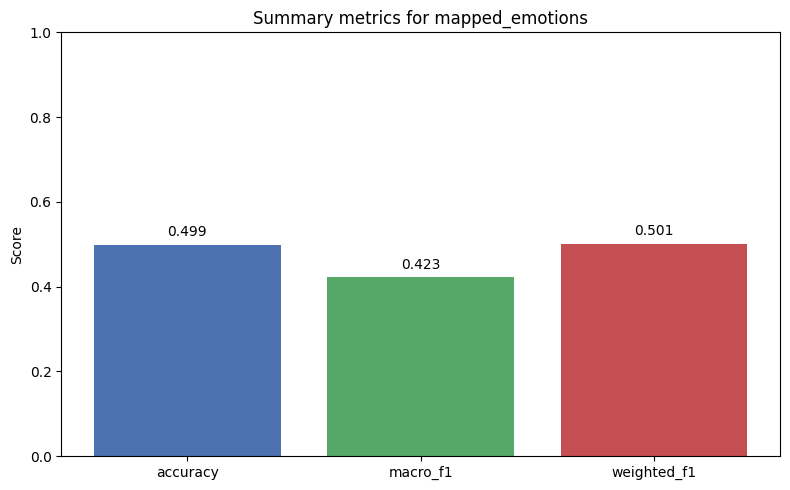 Summary metrics for mapped_emotions
1.0
0.8
0.6
0.4
0.2
0.0
Score
0.499
0.423
0.501
accuracy
macro_f1
weighted_f1